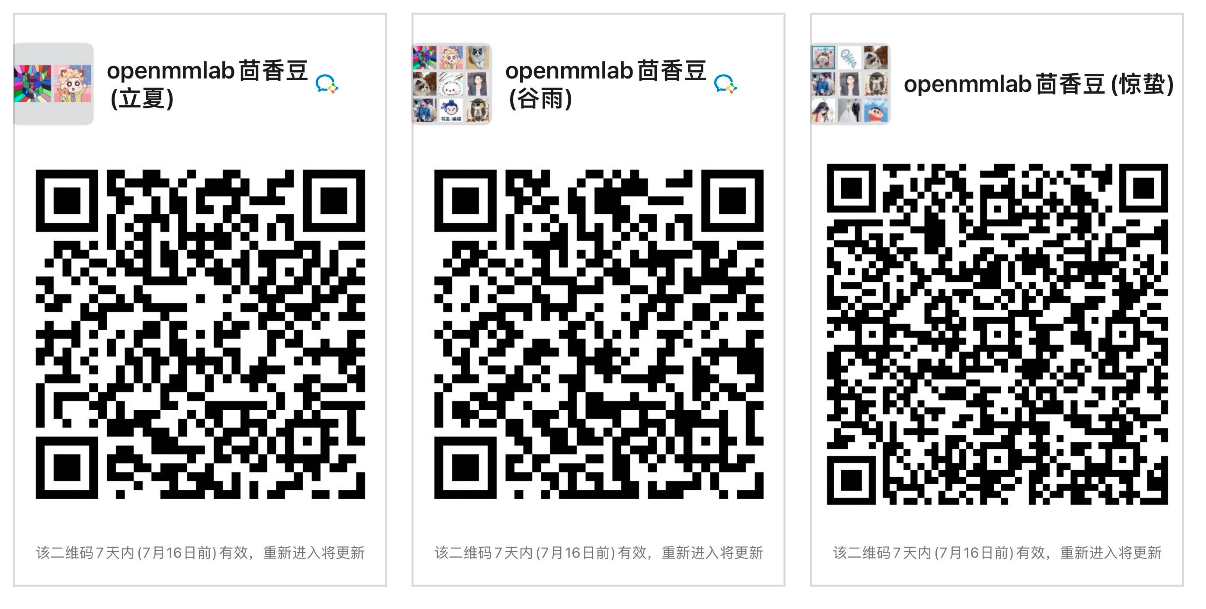 openmmlab 茴香豆
(立夏)
该二维码7天内(7月16日前)有效，重新进入将更新
openmmlab 茴香豆
(谷雨)
该二维码7天内(7月16日前)有效，重新进入将更新
openmmlab 茴香豆 (惊蛰)
该二维码7天内(7月16日前)有效，重新进入将更新